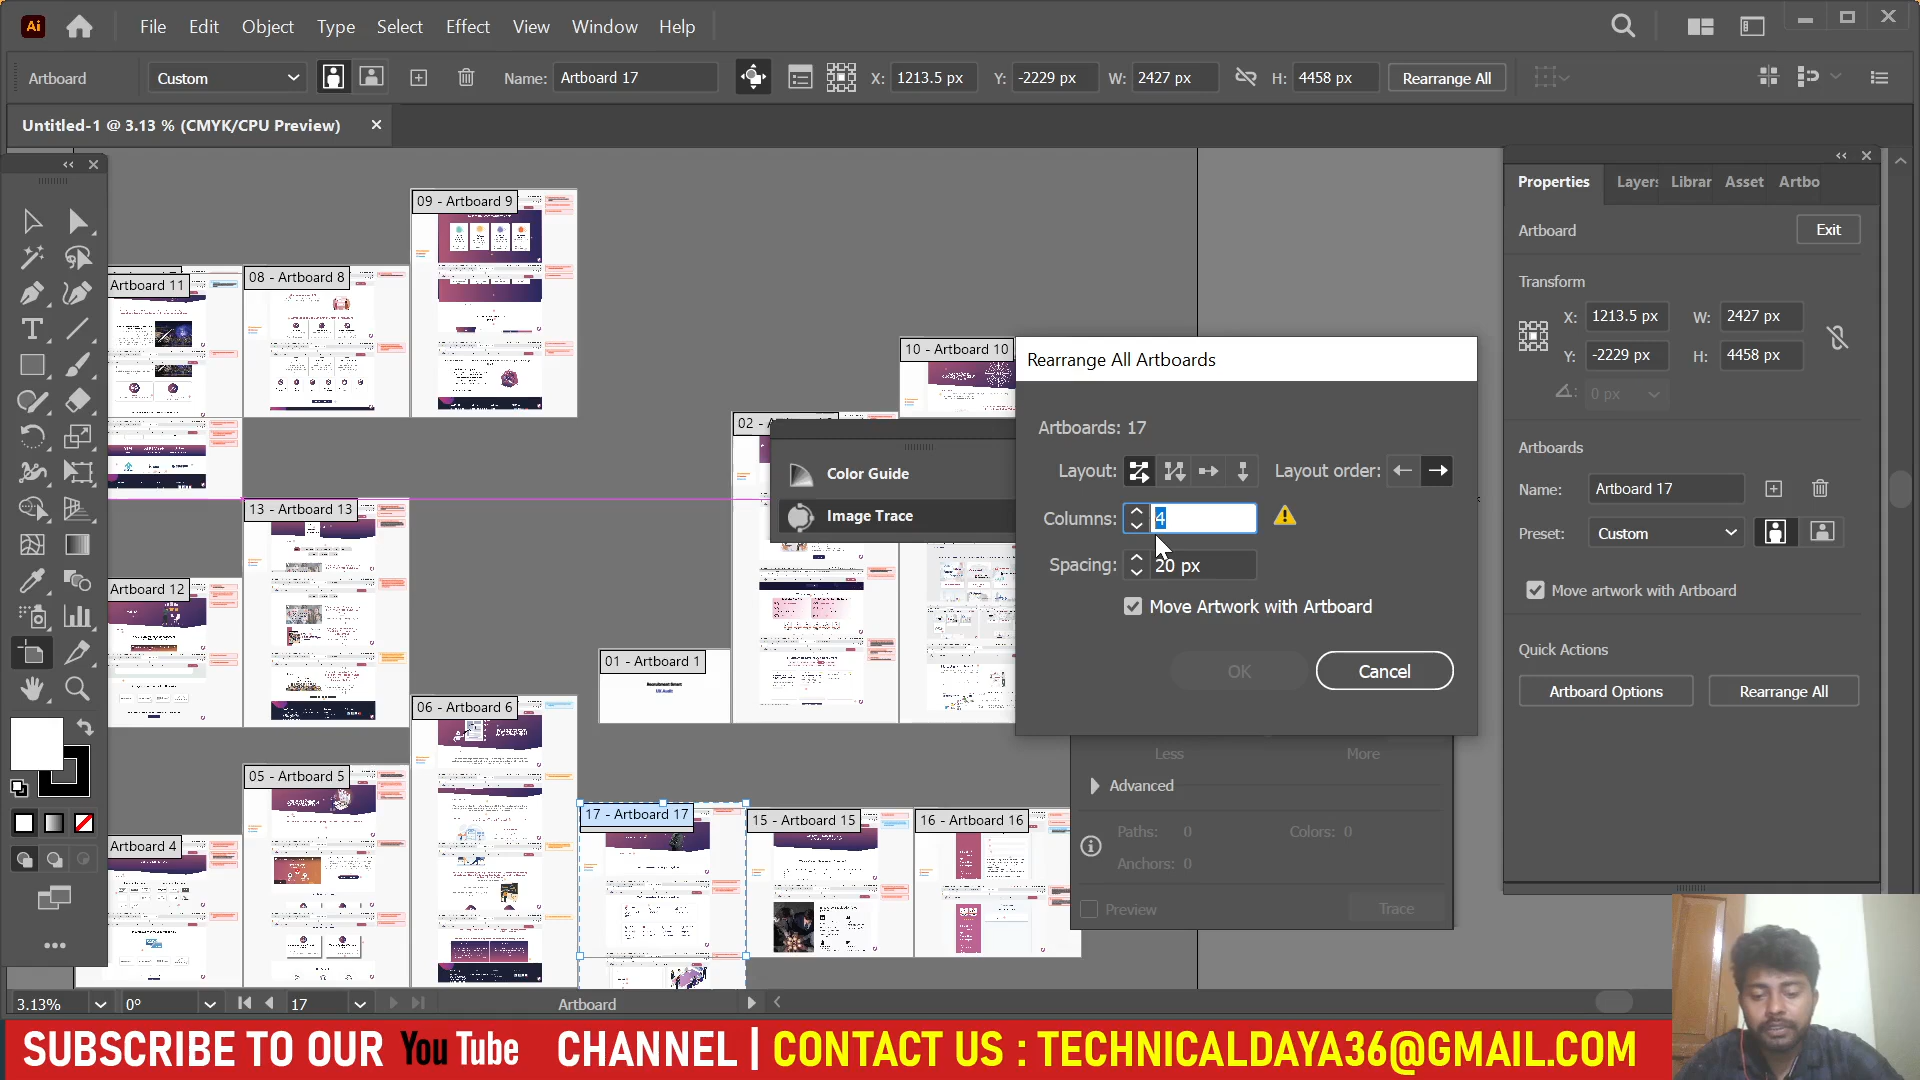 Ai File Edit Object Type Select Effect View Window Help
Artboard Custom Name: Artboard 17 X: 1213.5 px Y: -2229 px W: 2427 px H: 4458 px Rearrange All
Untitled-1 @ 3.13 % (CMYK/CPU Preview)
Properties Layers Librar Asset Artbo
Artboard Exit
Transform
X: 1213.5 px W: 2427 px
Y: -2229 px H: 4458 px
0 px
Artboards
Name: Artboard 17
Preset: Custom
Move artwork with Artboard
Quick Actions
Artboard Options Rearrange All
09 - Artboard 9
Artboard 11
08 - Artboard 8
10 - Artboard 10
02 -
13 - Artboard 13
Artboard 12
01 - Artboard 1
Recruitment Smart
UX Audit
06 - Artboard 6
05 - Artboard 5
Artboard 4
17 - Artboard 17
15 - Artboard 15
16 - Artboard 16
Color Guide
Image Trace
Rearrange All Artboards
Artboards: 17
Layout: Layout order:
Columns: 4
Spacing: 20 px
Move Artwork with Artboard
OK Cancel
Less More
Advanced
Paths: 0 Colors: 0
Anchors: 0
Preview Trace
3.13% 0° 17 Artboard
SUBSCRIBE TO OUR YouTube CHANNEL | CONTACT US : TECHNICALDAYA36@GMAIL.COM